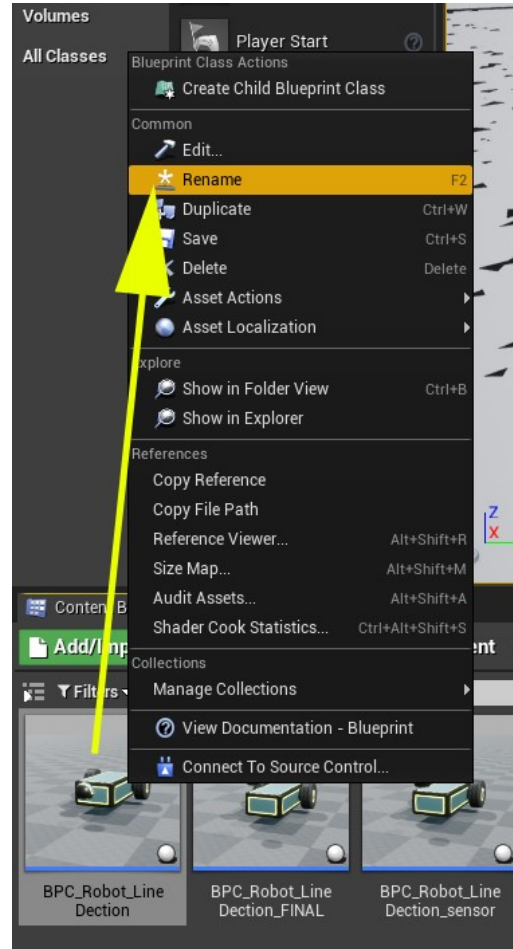 Volumes
All Classes
Player Start
Blueprint Class Actions
Create Child Blueprint Class
Common
Edit...
Rename F2
Duplicate Ctrl+W
Save Ctrl+S
Delete Delete
Asset Actions
Asset Localization
Explore
Show in Folder View Ctrl+B
Show in Explorer
References
Copy Reference
Copy File Path
Reference Viewer... Alt+Shift+R
Size Map... Alt+Shift+M
Audit Assets... Alt+Shift+A
Shader Cook Statistics... Ctrl+Alt+Shift+S
Collections
Manage Collections
View Documentation - Blueprint
Connect To Source Control...
Z
X
Content B
Add/Imp
Filters
BPC_Robot_Line
Dection
BPC_Robot_Line
Dection_FINAL
BPC_Robot_Line
Dection_sensor